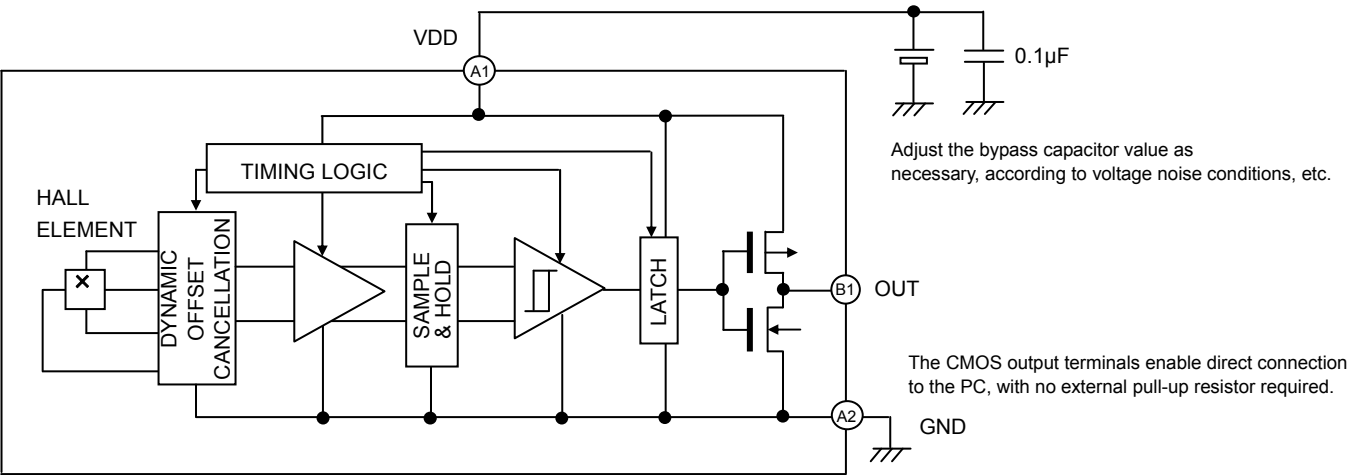 VDD
A1
0.1µF
Adjust the bypass capacitor value as
necessary, according to voltage noise conditions, etc.
TIMING LOGIC
HALL
ELEMENT
×
DYNAMIC
OFFSET
CANCELLATION
SAMPLE
& HOLD
LATCH
B1
OUT
The CMOS output terminals enable direct connection
to the PC, with no external pull-up resistor required.
A2
GND